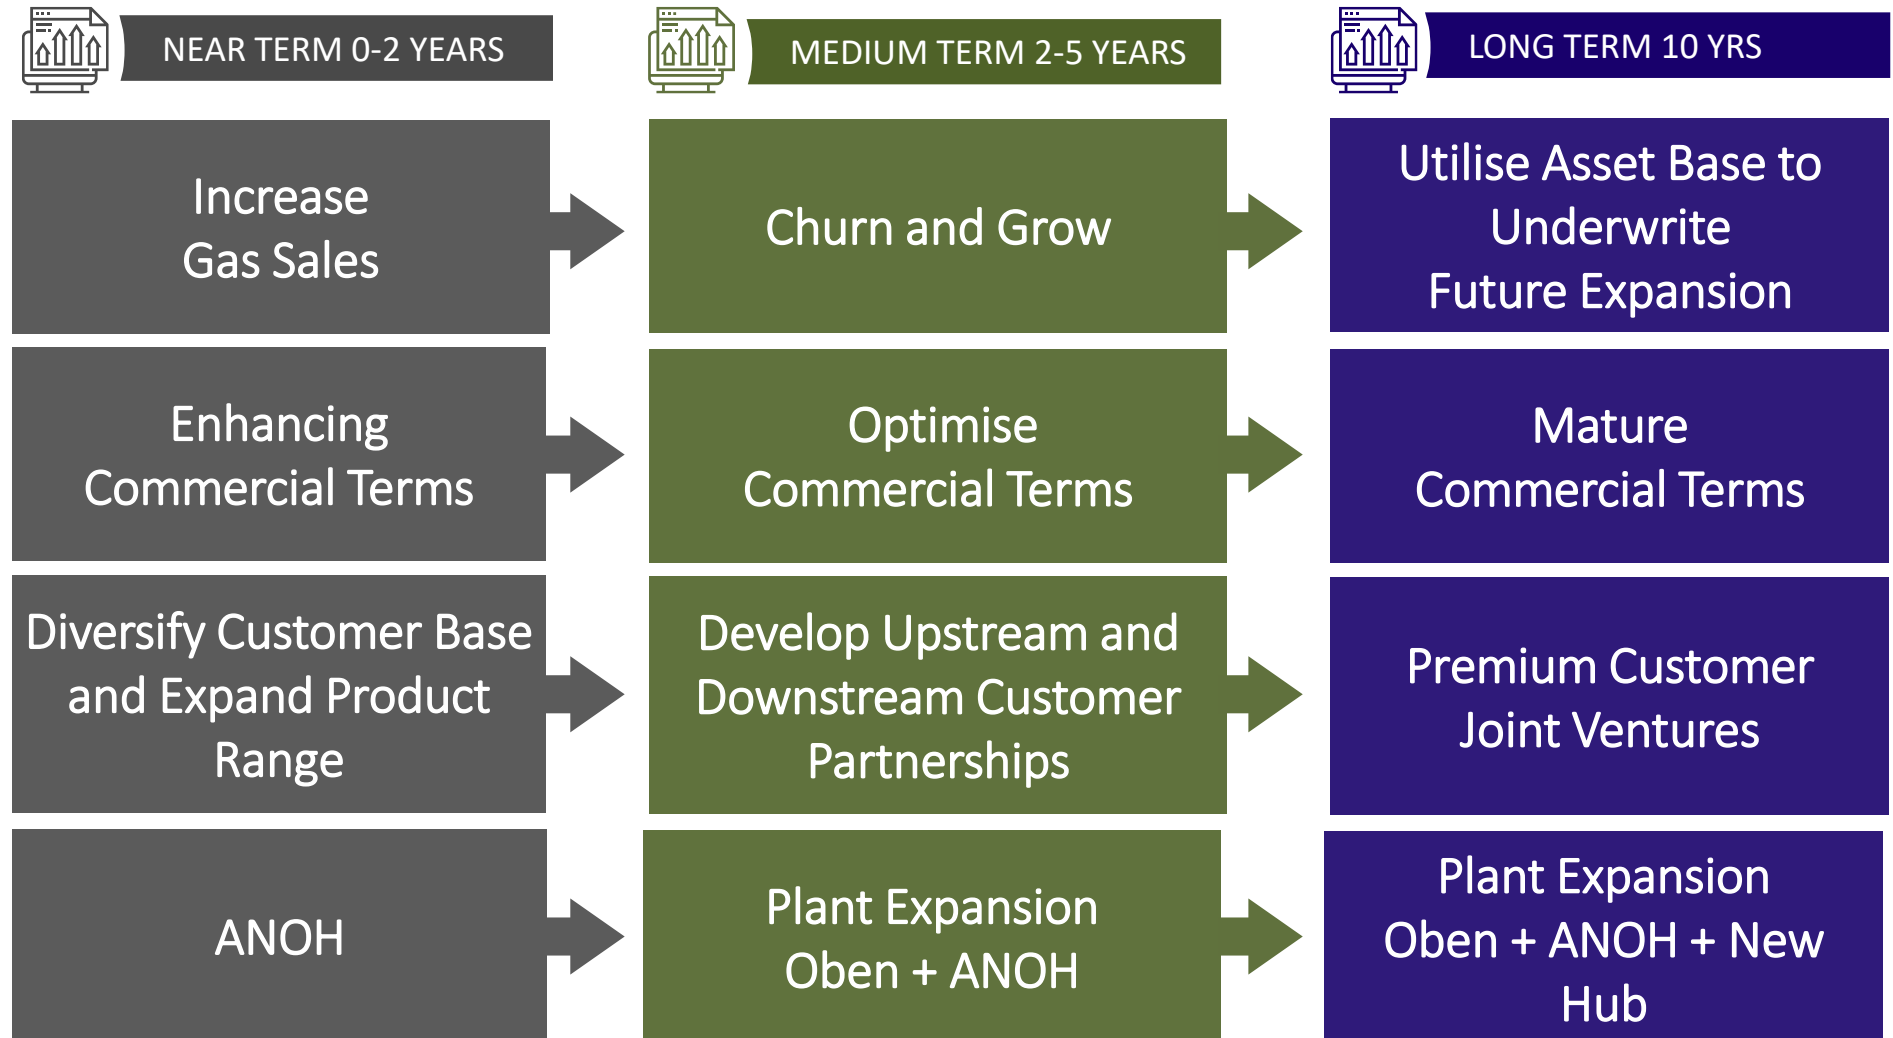 NEAR TERM 0-2 YEARS
MEDIUM TERM 2-5 YEARS
LONG TERM 10 YRS
Increase
Gas Sales
Churn and Grow
Utilise Asset Base to
Underwrite
Future Expansion
Enhancing
Commercial Terms
Optimise
Commercial Terms
Mature
Commercial Terms
Diversify Customer Base
and Expand Product
Range
Develop Upstream and
Downstream Customer
Partnerships
Premium Customer
Joint Ventures
ANOH
Plant Expansion
Oben + ANOH
Plant Expansion
Oben + ANOH + New
Hub